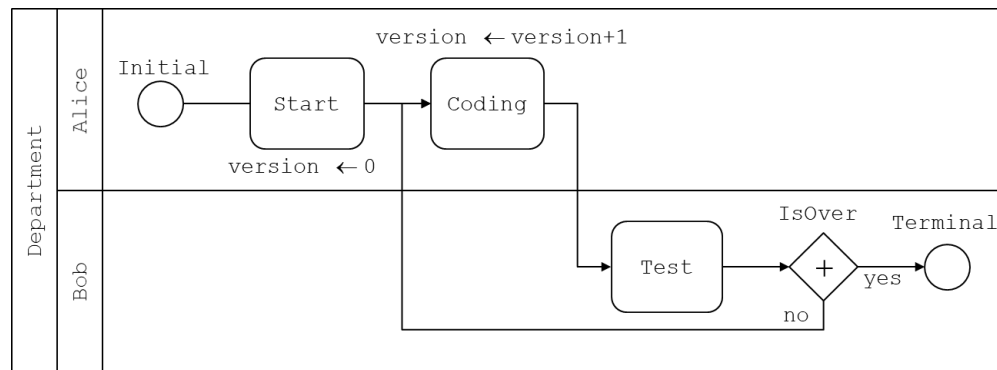 Department
Alice
Bob
Initial
Start
version ← 0
version ← version+1
Coding
Test
IsOver
+
yes
no
Terminal